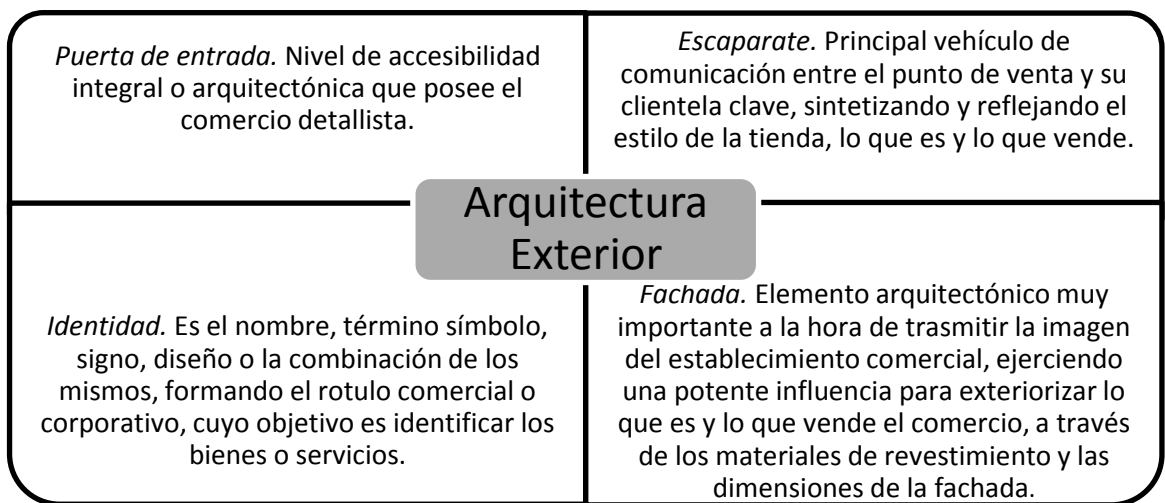 Puerta de entrada. Nivel de accesibilidad
integral o arquitectónica que posee el
comercio detallista.
Escaparate. Principal vehículo de
comunicación entre el punto de venta y su
clientela clave, sintetizando y reflejando el
estilo de la tienda, lo que es y lo que vende.
Arquitectura
Exterior
Identidad. Es el nombre, término símbolo,
signo, diseño o la combinación de los
mismos, formando el rotulo comercial o
corporativo, cuyo objetivo es identificar los
bienes o servicios.
Fachada. Elemento arquitectónico muy
importante a la hora de trasmitir la imagen
del establecimiento comercial, ejerciendo
una potente influencia para exteriorizar lo
que es y lo que vende el comercio, a través
de los materiales de revestimiento y las
dimensiones de la fachada.